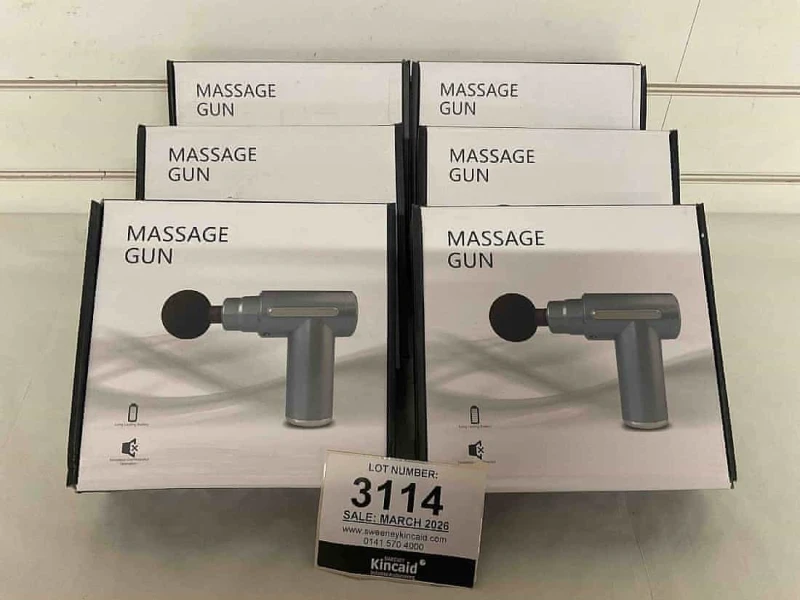 MASSAGE
GUN
MASSAGE
GUN
MASSAGE
GUN
MASSAGE
GUN
MASSAGE
GUN
MASSAGE
GUN
LOT NUMBER:
3114
SALE: MARCH 2026
www.sweeneykincaid.com
0141 570 4000
Kincaid